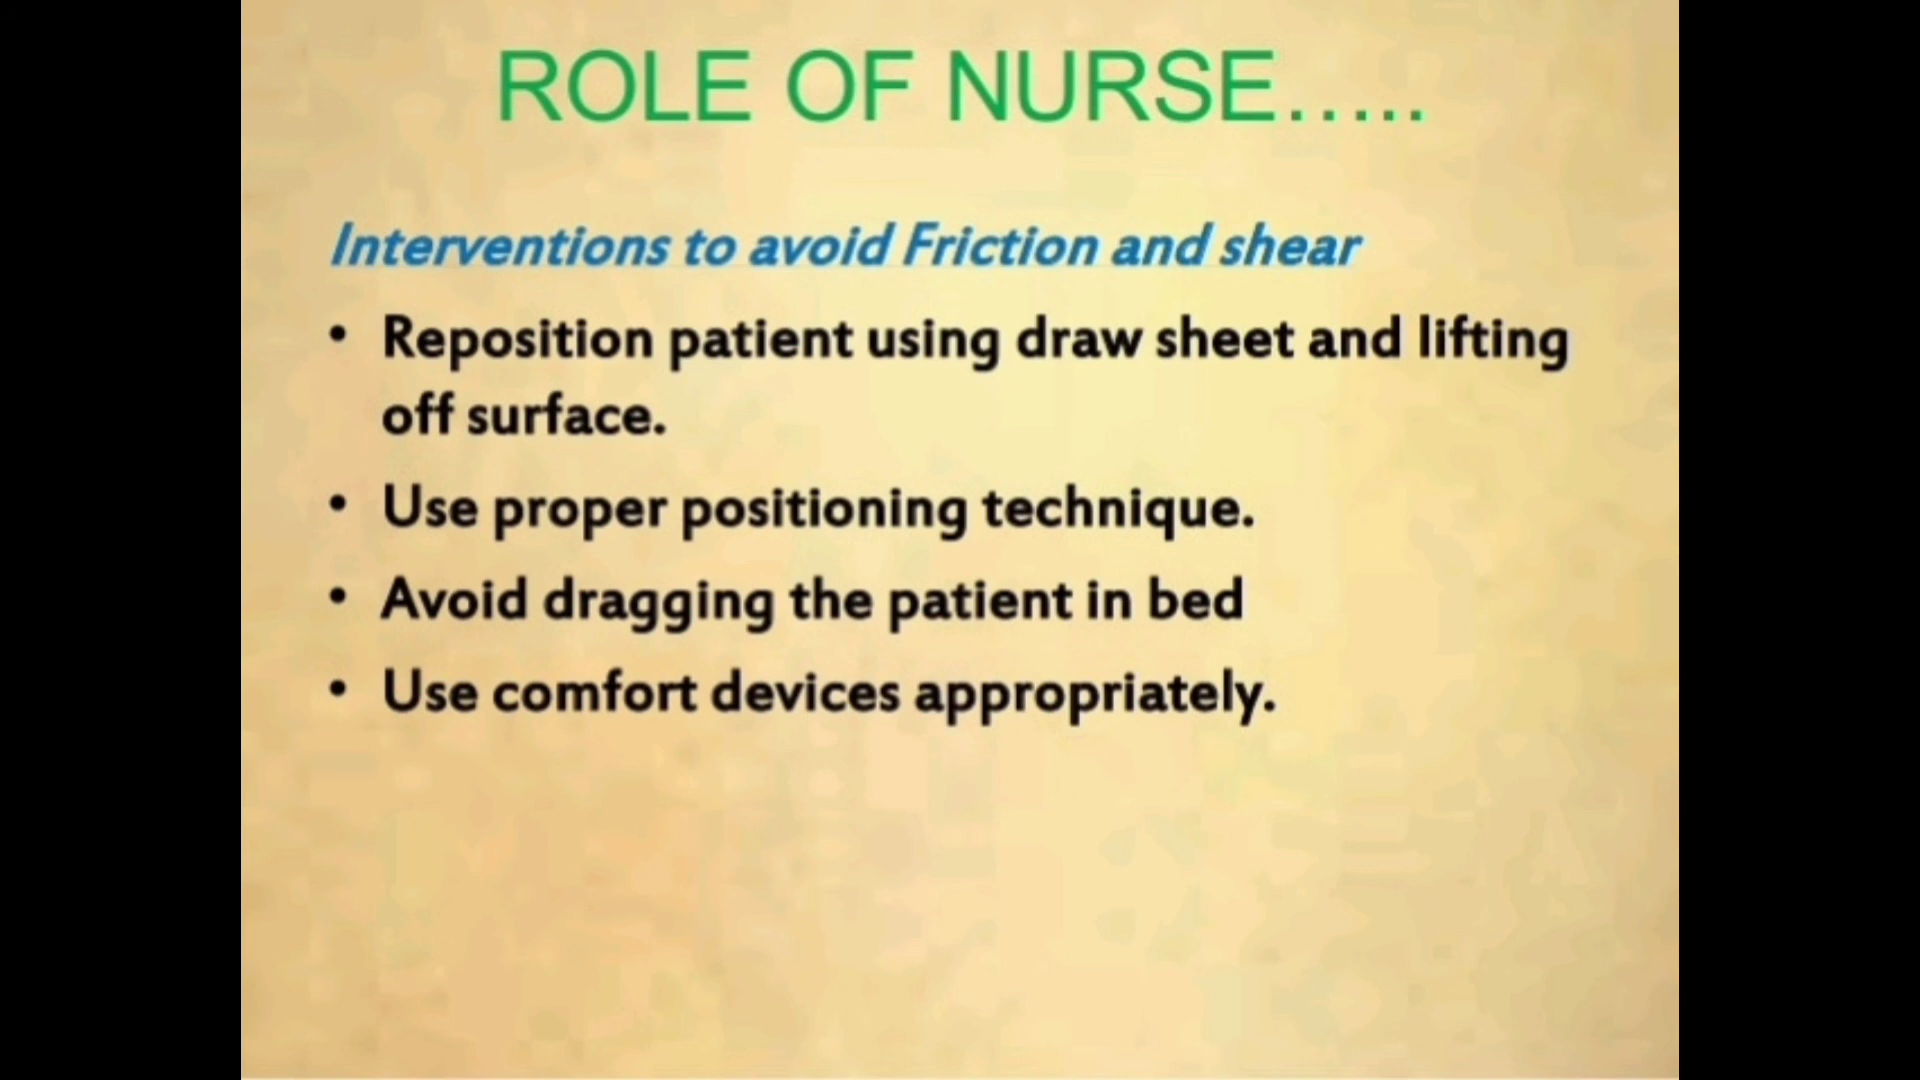 ROLE OF NURSE…..
Interventions to avoid Friction and shear
• Reposition patient using draw sheet and lifting
off surface.
• Use proper positioning technique.
• Avoid dragging the patient in bed
• Use comfort devices appropriately.